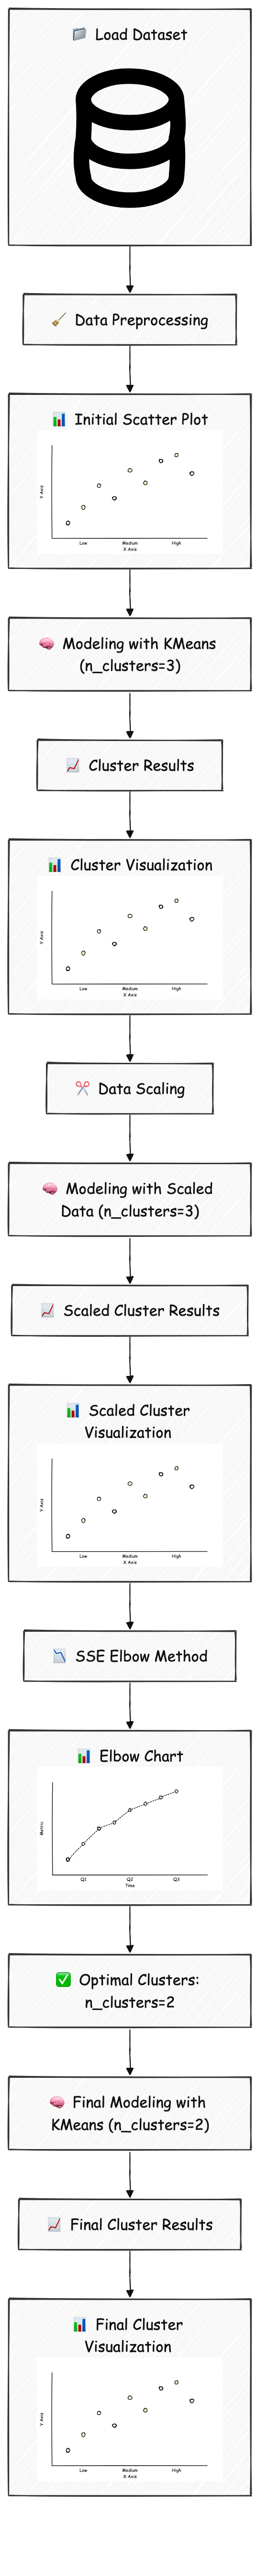 📁 Load Dataset
🧹 Data Preprocessing
📊 Initial Scatter Plot
Y Axis
Low Medium High
X Axis
🧠 Modeling with KMeans
(n_clusters=3)
📈 Cluster Results
📊 Cluster Visualization
Y Axis
Low Medium High
X Axis
✂️ Data Scaling
🧠 Modeling with Scaled
Data (n_clusters=3)
📈 Scaled Cluster Results
📊 Scaled Cluster
Visualization
Y Axis
Low Medium High
X Axis
📉 SSE Elbow Method
📊 Elbow Chart
Metric
Q1 Q2 Q3
Time
✅ Optimal Clusters:
n_clusters=2
🧠 Final Modeling with
KMeans (n_clusters=2)
📈 Final Cluster Results
📊 Final Cluster
Visualization
Y Axis
Low Medium High
X Axis